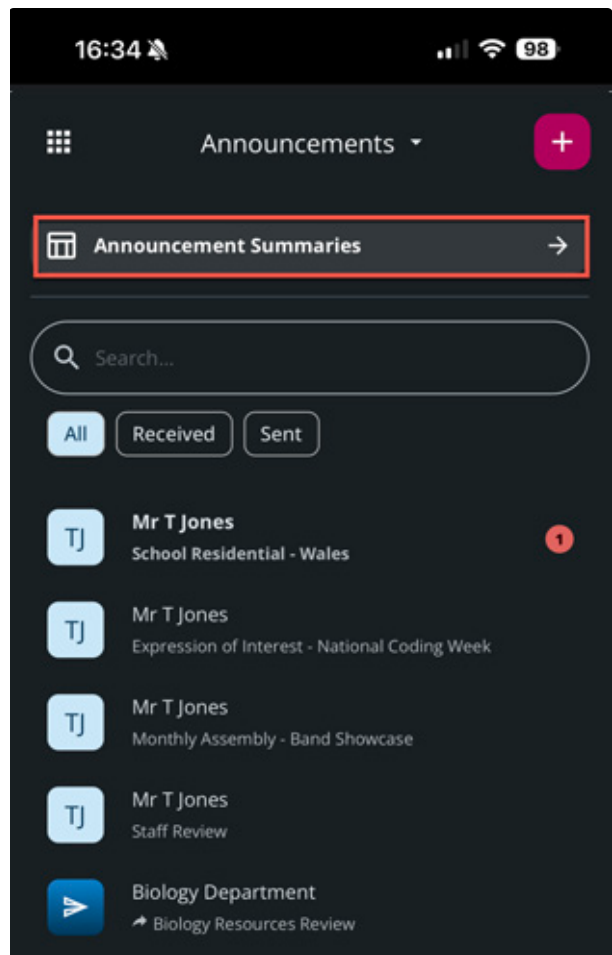 16:34
98
Announcements
+
Announcement Summaries
Search...
All Received Sent
TJ
Mr T Jones
School Residential - Wales
1
TJ
Mr T Jones
Expression of Interest - National Coding Week
TJ
Mr T Jones
Monthly Assembly - Band Showcase
TJ
Mr T Jones
Staff Review
Biology Department
Biology Resources Review